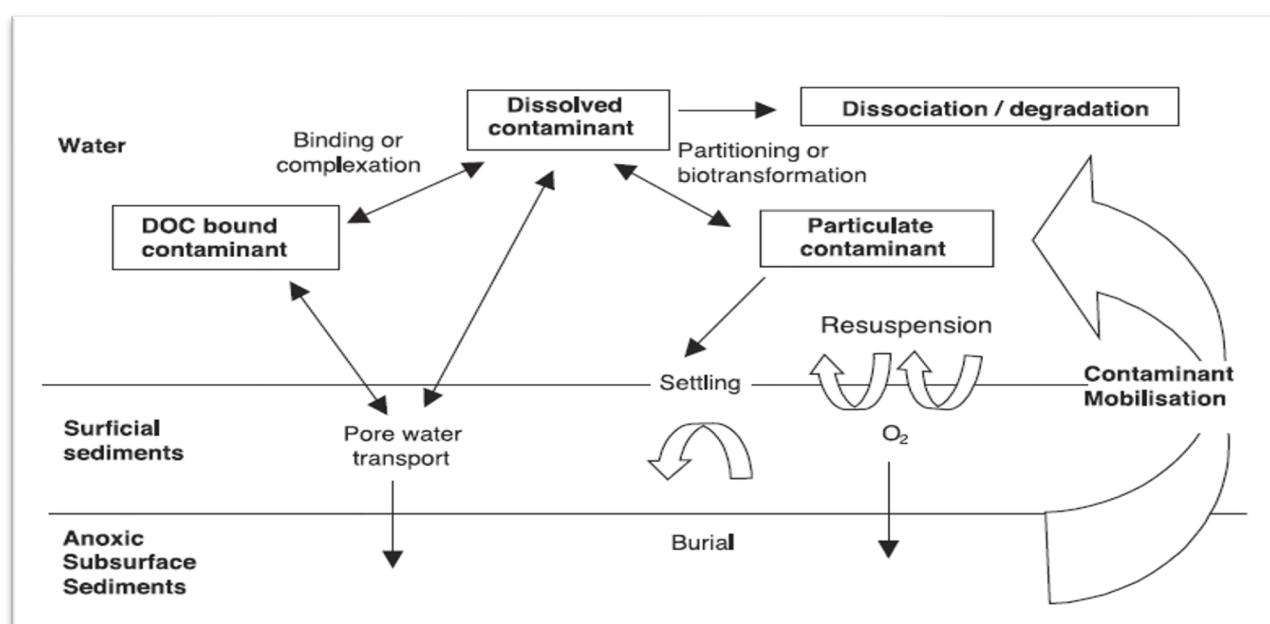 Dissolved
contaminant
Dissociation / degradation
Water
Binding or
complexation
Partitioning or
biotransformation
DOC bound
contaminant
Particulate
contaminant
Resuspension
Settling
Contaminant
Mobilisation
Surficial
sediments
Pore water
transport
O₂
Anoxic
Subsurface
Sediments
Burial